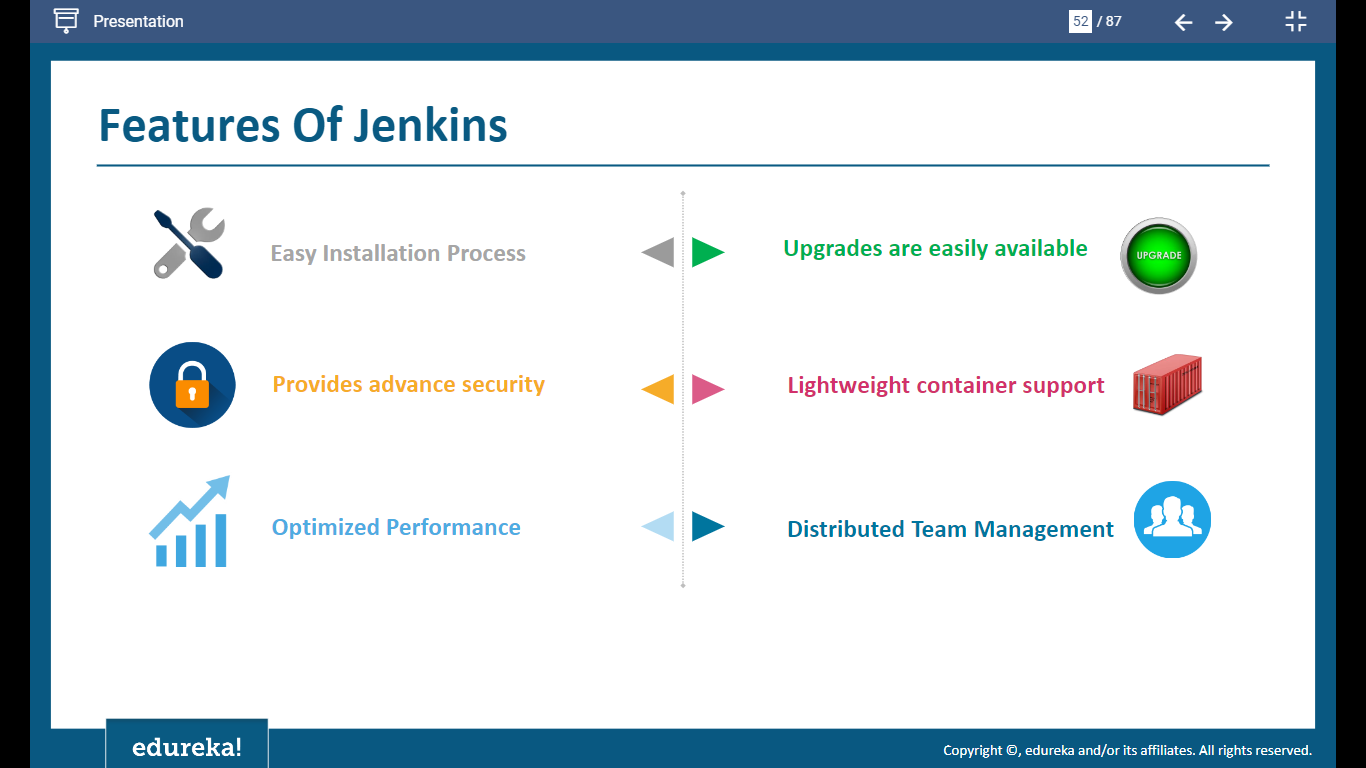 Presentation
52 / 87
Features Of Jenkins
Easy Installation Process
Upgrades are easily available
UPGRADE
Provides advance security
Lightweight container support
Optimized Performance
Distributed Team Management
edureka!
Copyright ©, edureka and/or its affiliates. All rights reserved.